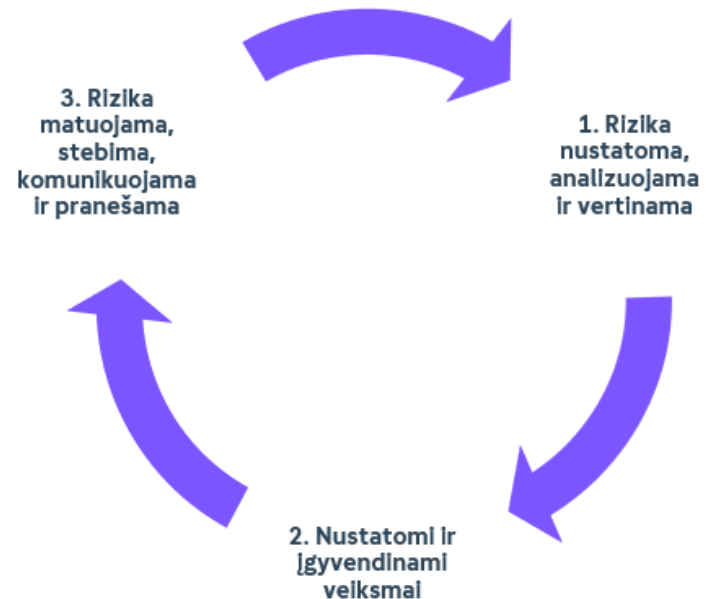 1. Rizika
nustatoma,
analizuojama
ir vertinama
2. Nustatomi ir
įgyvendinami
veiksmai
3. Rizika
matuojama,
stebima,
komunikuojama
ir pranešama